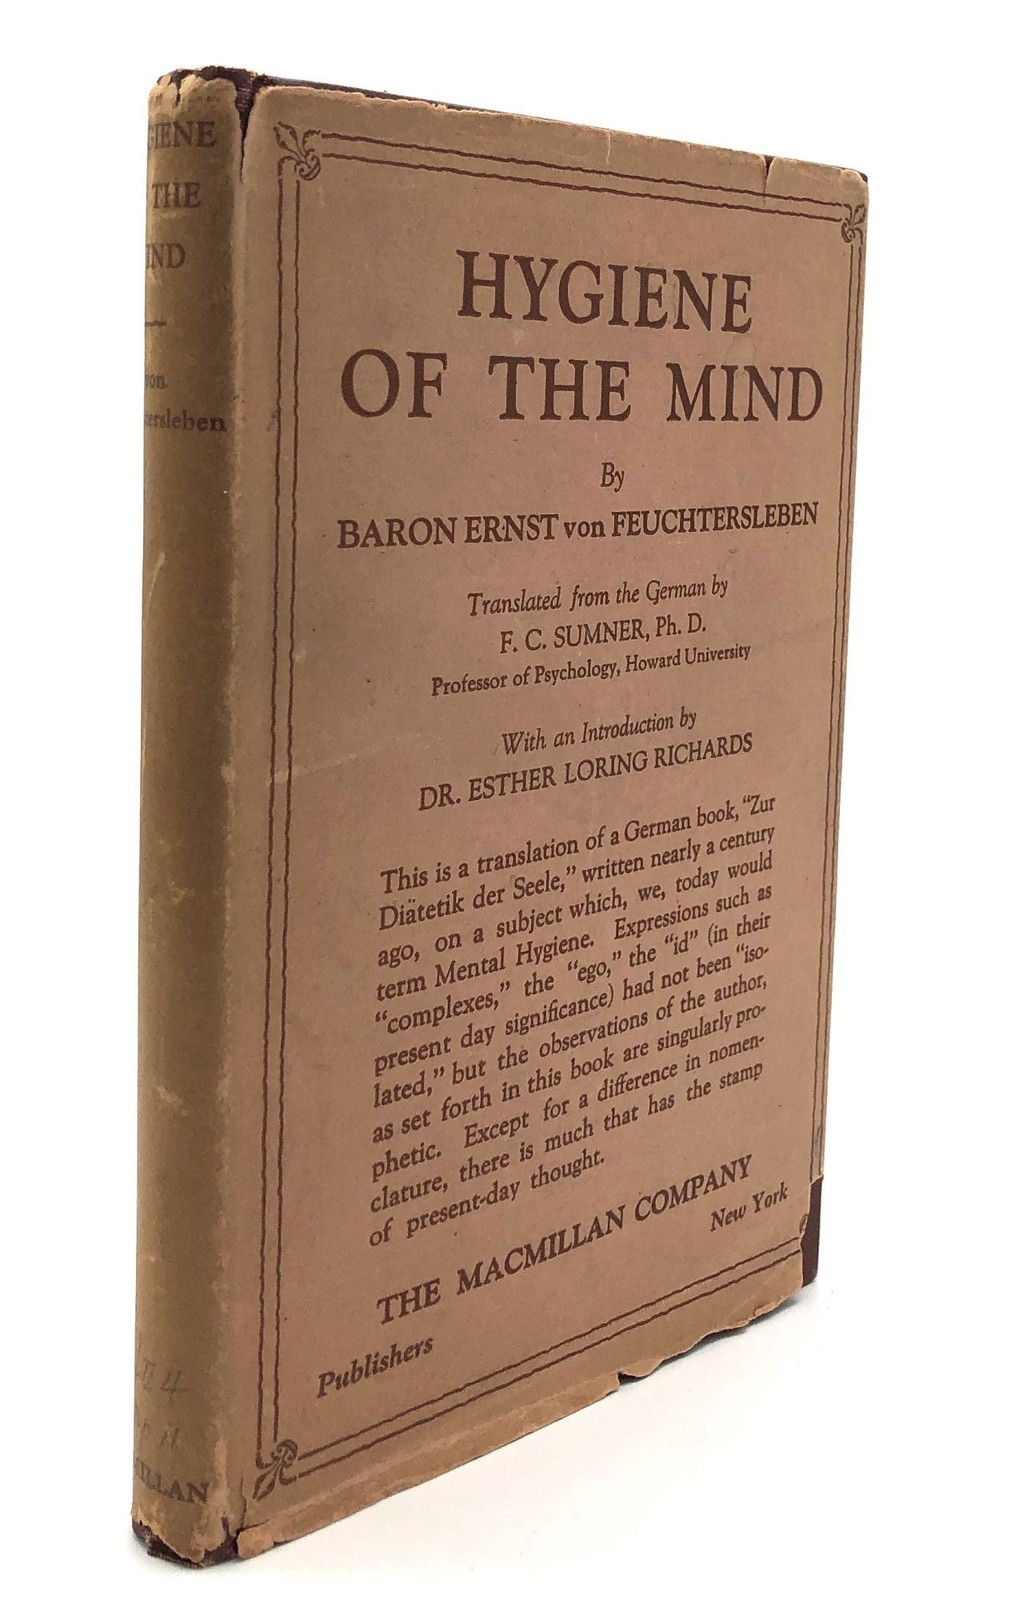 HYGIENE
OF THE MIND
By
BARON ERNST von FEUCHTERSLEBEN
Translated from the German by
F. C. SUMNER, Ph. D.
Professor of Psychology, Howard University
With an Introduction by
DR. ESTHER LORING RICHARDS
This is a translation of a German book, “Zur
Diätetik der Seele,” written nearly a century
ago, on a subject which, we, today would
term Mental Hygiene. Expressions such as
“complexes,” the “ego,” the “id” (in their
present day significance) had not been “iso-
lated,” but the observations of the author,
as set forth in this book are singularly pro-
phetic. Except for a difference in nomen-
clature, there is much that has the stamp
of present-day thought.
THE MACMILLAN COMPANY
Publishers New York
GIENE
THE
IND
von
tersleben
MILLAN